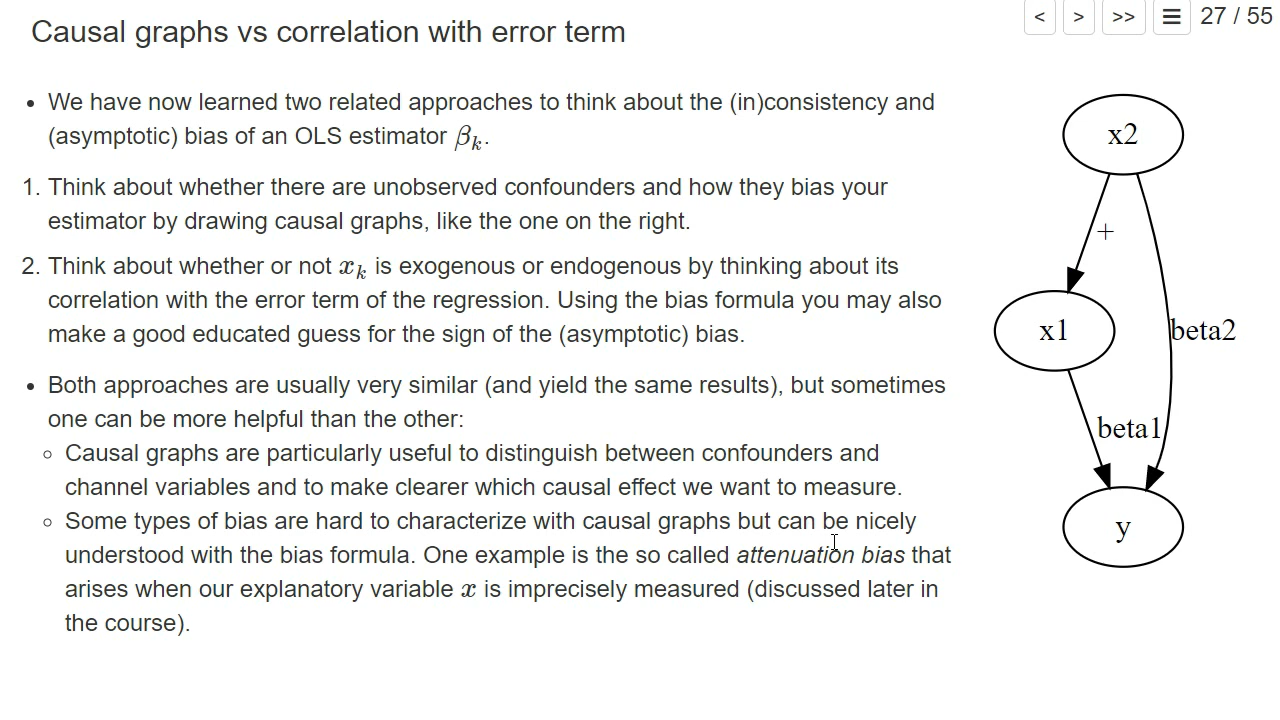 Causal graphs vs correlation with error term
< > >> ☰ 27 / 55
• We have now learned two related approaches to think about the (in)consistency and
(asymptotic) bias of an OLS estimator βk.
1. Think about whether there are unobserved confounders and how they bias your
estimator by drawing causal graphs, like the one on the right.
2. Think about whether or not xk is exogenous or endogenous by thinking about its
correlation with the error term of the regression. Using the bias formula you may also
make a good educated guess for the sign of the (asymptotic) bias.
• Both approaches are usually very similar (and yield the same results), but sometimes
one can be more helpful than the other:
◦ Causal graphs are particularly useful to distinguish between confounders and
channel variables and to make clearer which causal effect we want to measure.
◦ Some types of bias are hard to characterize with causal graphs but can be nicely
understood with the bias formula. One example is the so called attenuation bias that
arises when our explanatory variable x is imprecisely measured (discussed later in
the course).
x2
+
x1
beta2
beta1
y